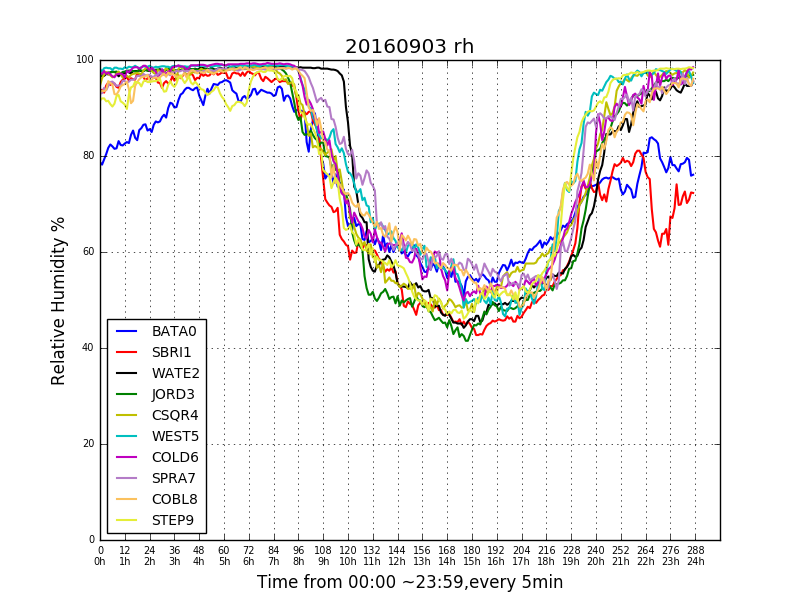 20160903 rh
100
80
60
40
20
0
Relative Humidity %
BATA0
SBRI1
WATE2
JORD3
CSQR4
WEST5
COLD6
SPRA7
COBL8
STEP9
0 12 24 36 48 60 72 84 96 108 120 132 144 156 168 180 192 204 216 228 240 252 264 276 288
0h 1h 2h 3h 4h 5h 6h 7h 8h 9h 10h 11h 12h 13h 14h 15h 16h 17h 18h 19h 20h 21h 22h 23h 24h
Time from 00:00 ~23:59,every 5min